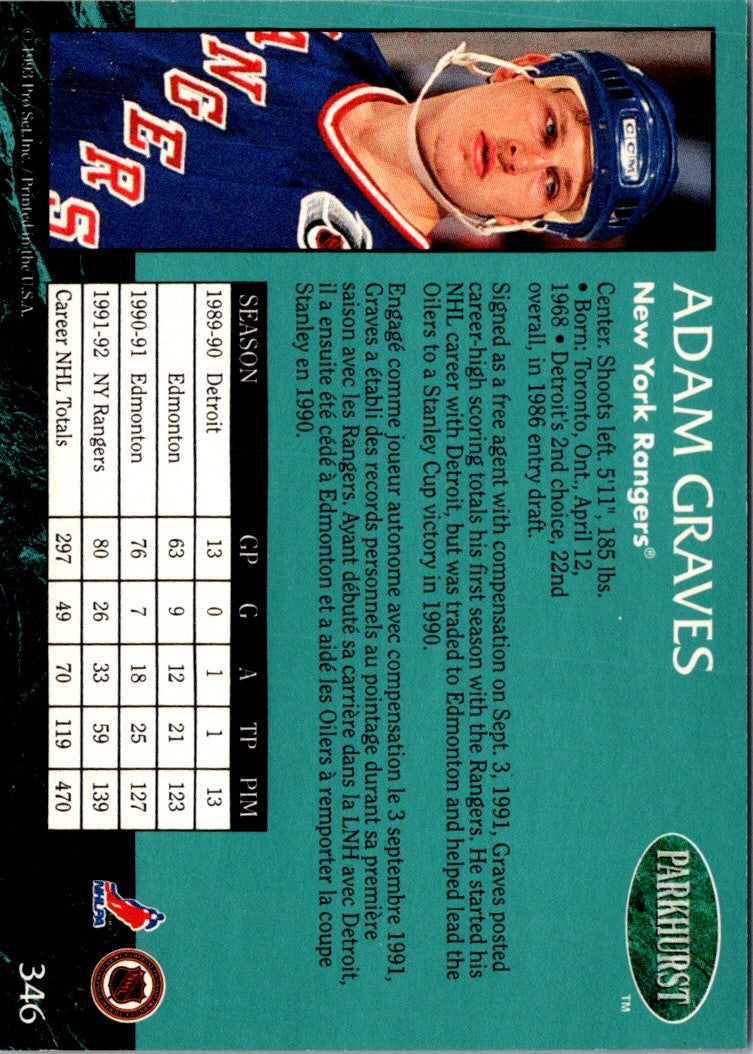 ADAM GRAVES
New York Rangers®
Center. Shoots left. 5'11", 185 lbs.
• Born: Toronto, Ont., April 12,
1968 • Detroit's 2nd choice, 22nd
overall, in 1986 entry draft.
PARKHURST
TM
CCM
ANGERS
Signed as a free agent with compensation on Sept. 3, 1991, Graves posted
career-high scoring totals his first season with the Rangers. He started his
NHL career with Detroit, but was traded to Edmonton and helped lead the
Oilers to a Stanley Cup victory in 1990.
Engagé comme joueur autonome avec compensation le 3 septembre 1991,
Graves a établi des records personnels au pointage durant sa première
saison avec les Rangers. Ayant débuté sa carrière dans la LNH avec Detroit,
il a ensuite été cédé à Edmonton et a aidé les Oilers à remporter la coupe
Stanley en 1990.
SEASON GP G A TP PIM
1989-90 Detroit 13 0 1 1 13
Edmonton 63 9 12 21 123
1990-91 Edmonton 76 7 18 25 127
1991-92 NY Rangers 80 26 33 59 139
Career NHL Totals 297 49 70 119 470
NHLPA
NHL
© 1993 Pro Set, Inc. / Printed in the U.S.A.
346